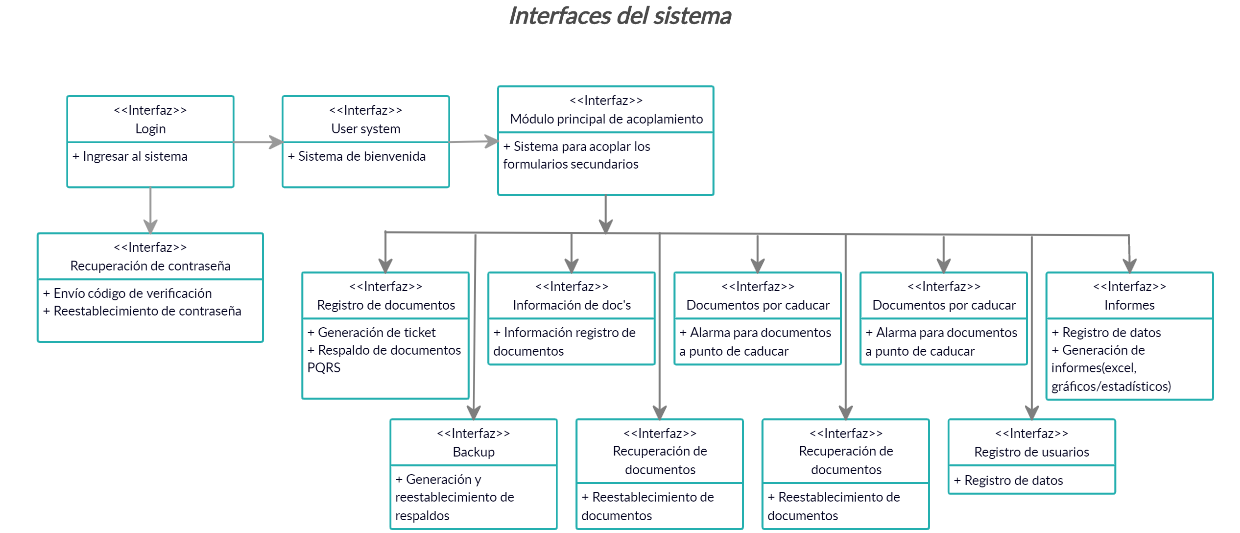 Interfaces del sistema
<<Interfaz>>
Login
+ Ingresar al sistema
<<Interfaz>>
User system
+ Sistema de bienvenida
<<Interfaz>>
Módulo principal de acoplamiento
+ Sistema para acoplar los
formularios secundarios
<<Interfaz>>
Recuperación de contraseña
+ Envío código de verificación
+ Reestablecimiento de contraseña
<<Interfaz>>
Registro de documentos
+ Generación de ticket
+ Respaldo de documentos
PQRS
<<Interfaz>>
Información de doc's
+ Información registro de
documentos
<<Interfaz>>
Documentos por caducar
+ Alarma para documentos
a punto de caducar
<<Interfaz>>
Documentos por caducar
+ Alarma para documentos
a punto de caducar
<<Interfaz>>
Informes
+ Registro de datos
+ Generación de
informes(excel,
gráficos/estadísticos)
<<Interfaz>>
Backup
+ Generación y
reestablecimiento de
respaldos
<<Interfaz>>
Recuperación de
documentos
+ Reestablecimiento de
documentos
<<Interfaz>>
Recuperación de
documentos
+ Reestablecimiento de
documentos
<<Interfaz>>
Registro de usuarios
+ Registro de datos